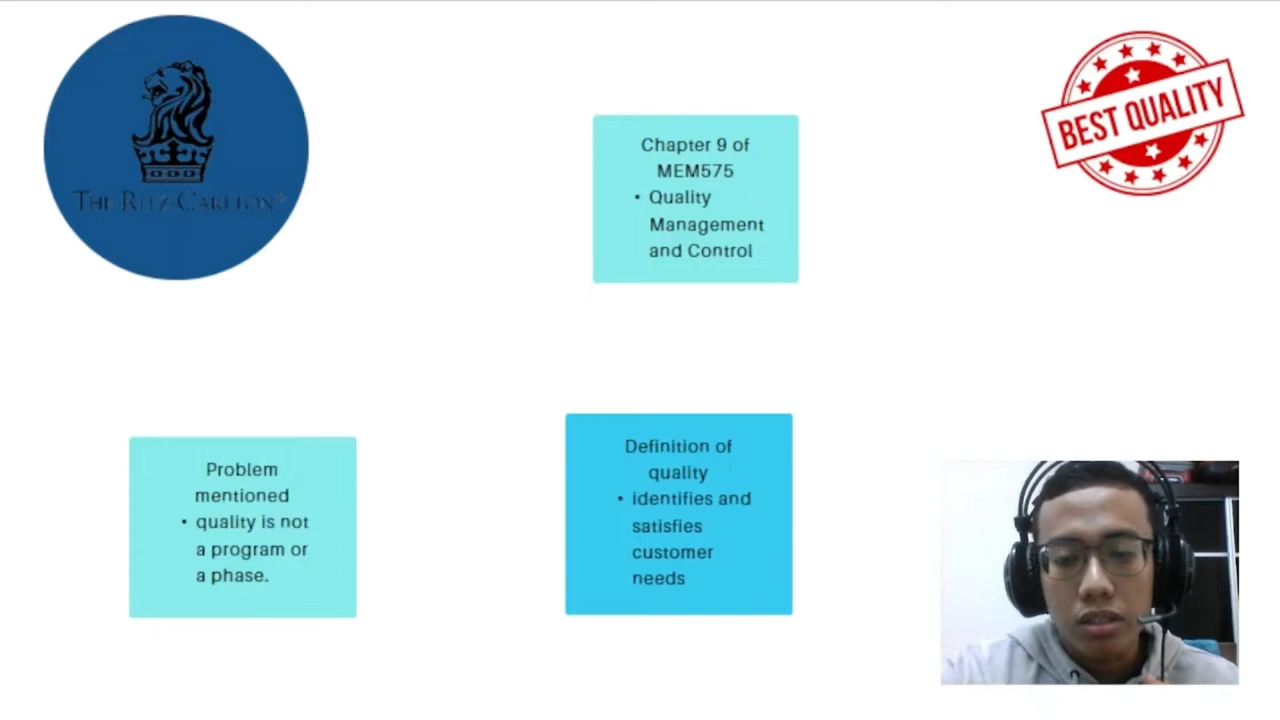 THE RITZ-CARLTON®
BEST QUALITY
Chapter 9 of
MEM575
• Quality
Management
and Control
Problem
mentioned
• quality is not
a program or
a phase.
Definition of
quality
• identifies and
satisfies
customer
needs